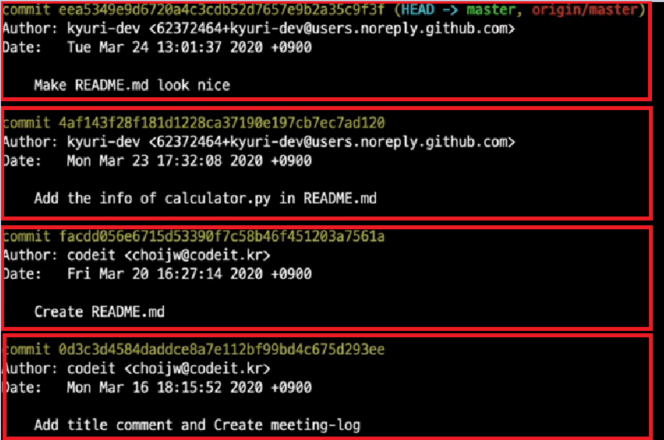 commit eea5349e9d6720a4c3cdb52d7657e9b2a35c9f3f (HEAD -> master, origin/master)
Author: kyuri-dev <62372464+kyuri-dev@users.noreply.github.com>
Date:   Tue Mar 24 13:01:37 2020 +0900
Make README.md look nice
commit 4af143f28f181d1228ca37190e197cb7ec7ad120
Author: kyuri-dev <62372464+kyuri-dev@users.noreply.github.com>
Date:   Mon Mar 23 17:32:08 2020 +0900
Add the info of calculator.py in README.md
commit facdd056e6715d53390f7c58b46f451203a7561a
Author: codeit <choijw@codeit.kr>
Date:   Fri Mar 20 16:27:14 2020 +0900
Create README.md
commit 0d3c3d4584daddce8a7e112bf99bd4c675d293ee
Author: codeit <choijw@codeit.kr>
Date:   Mon Mar 16 18:15:52 2020 +0900
Add title comment and Create meeting-log